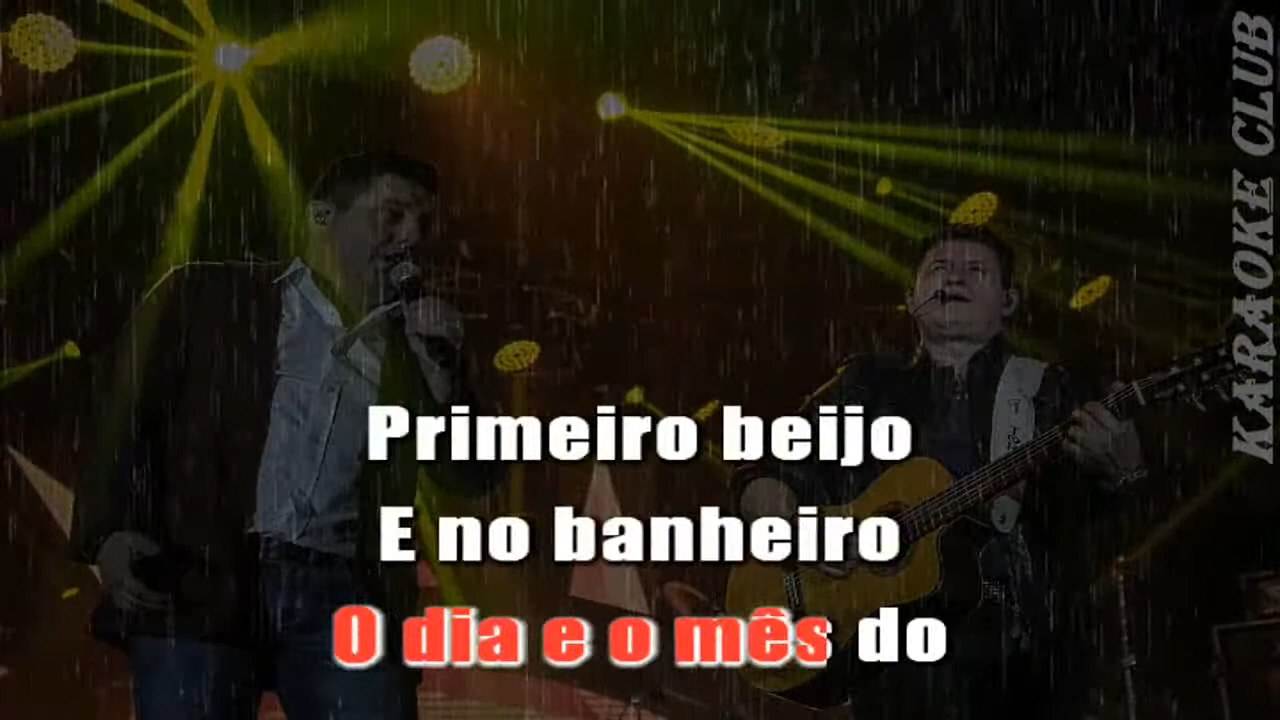 KARAOKE CLUB
Primeiro beijo
E no banheiro
O dia e o mês do